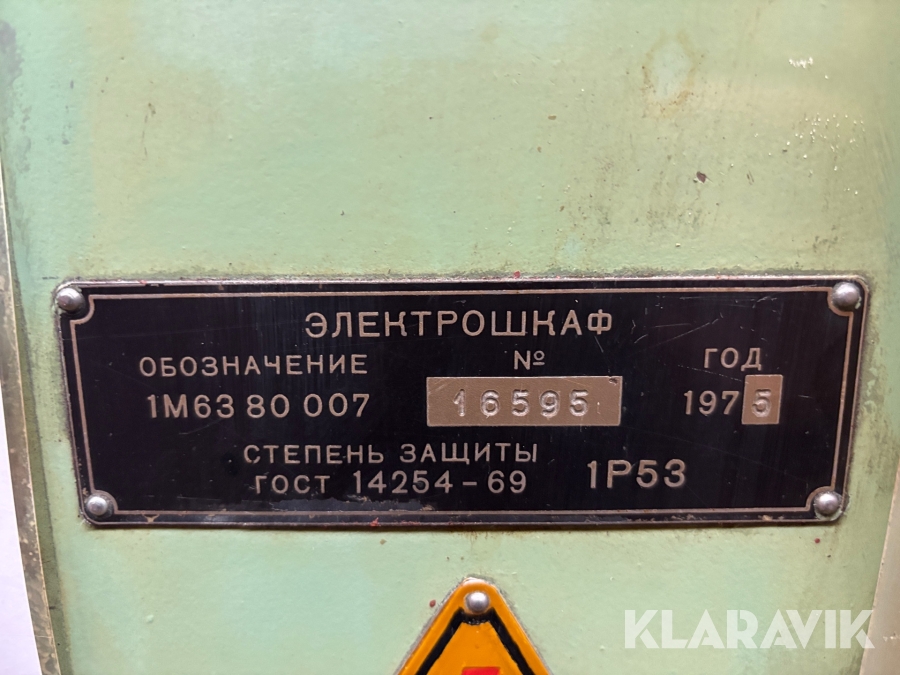 ЭЛЕКТРОШКАФ
ОБОЗНАЧЕНИЕ № ГОД
1М63 80 007 16595 1975
СТЕПЕНЬ ЗАЩИТЫ
ГОСТ 14254-69 1Р53
KLARAVIK